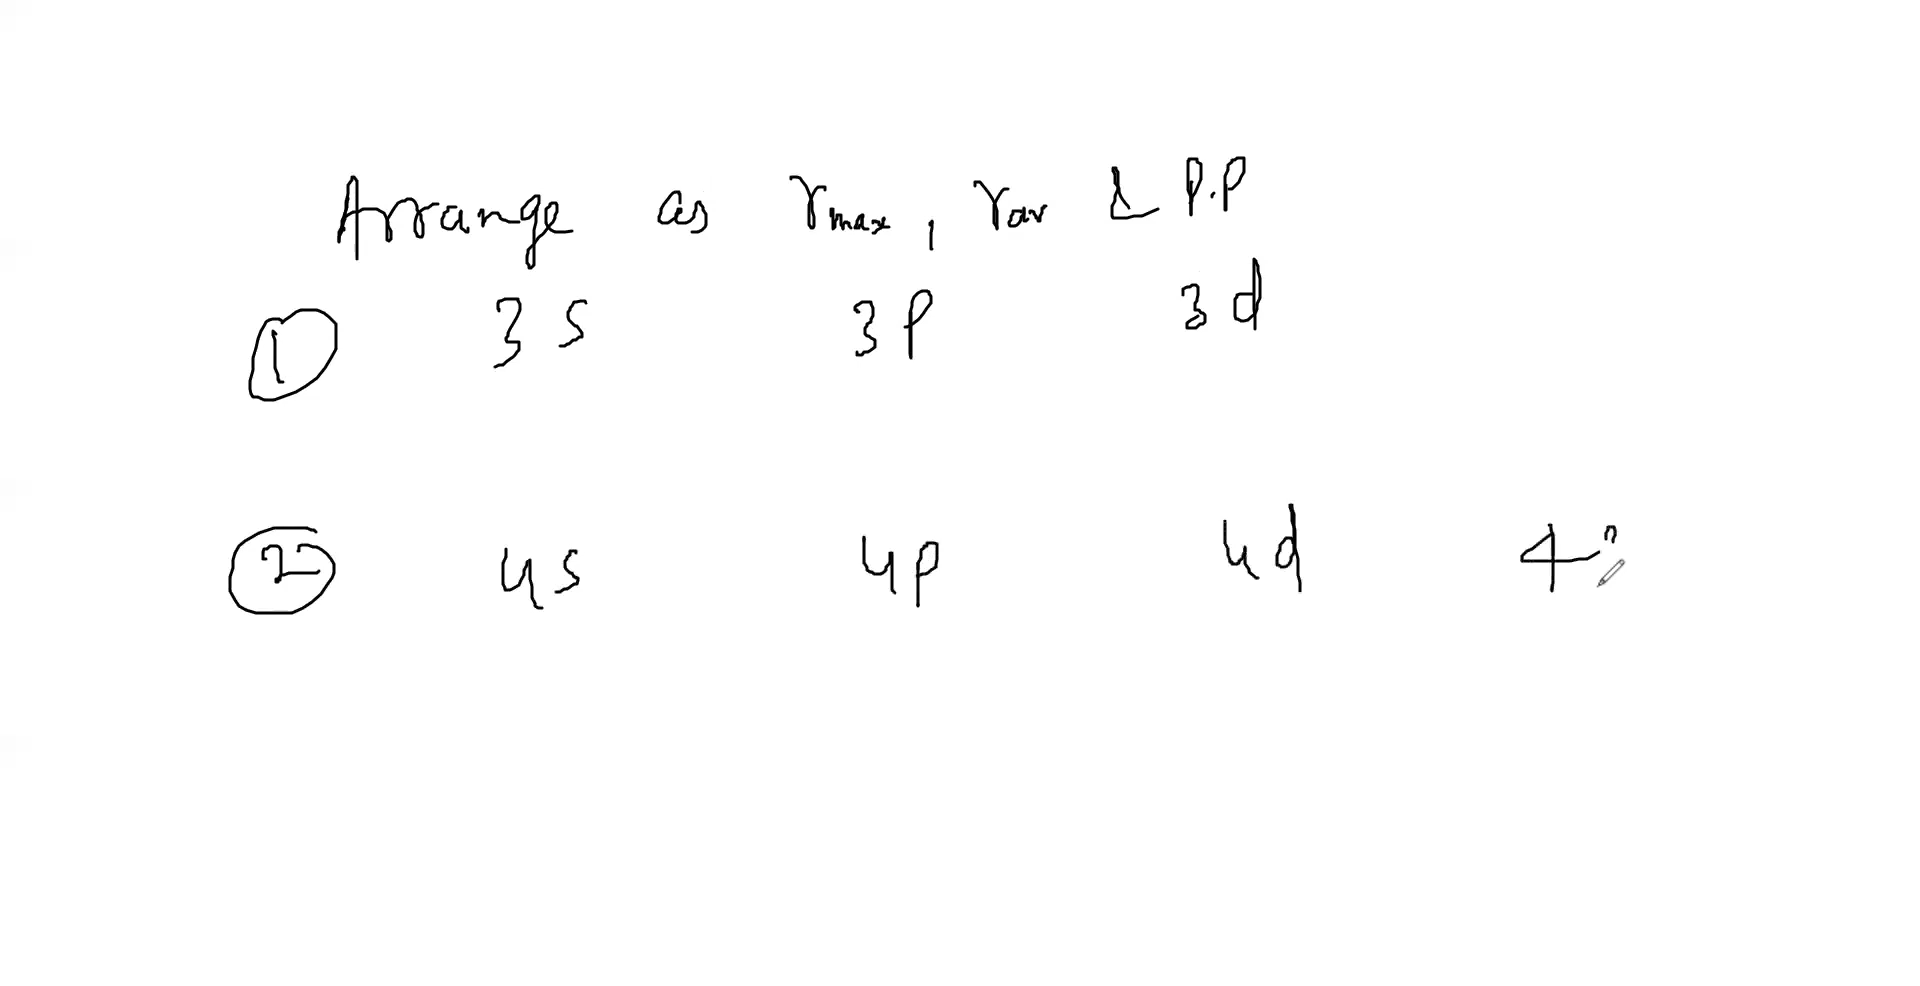 Arrange as rmax, rav & P.P
① 3s 3p 3d
② 4s 4p 4d 4